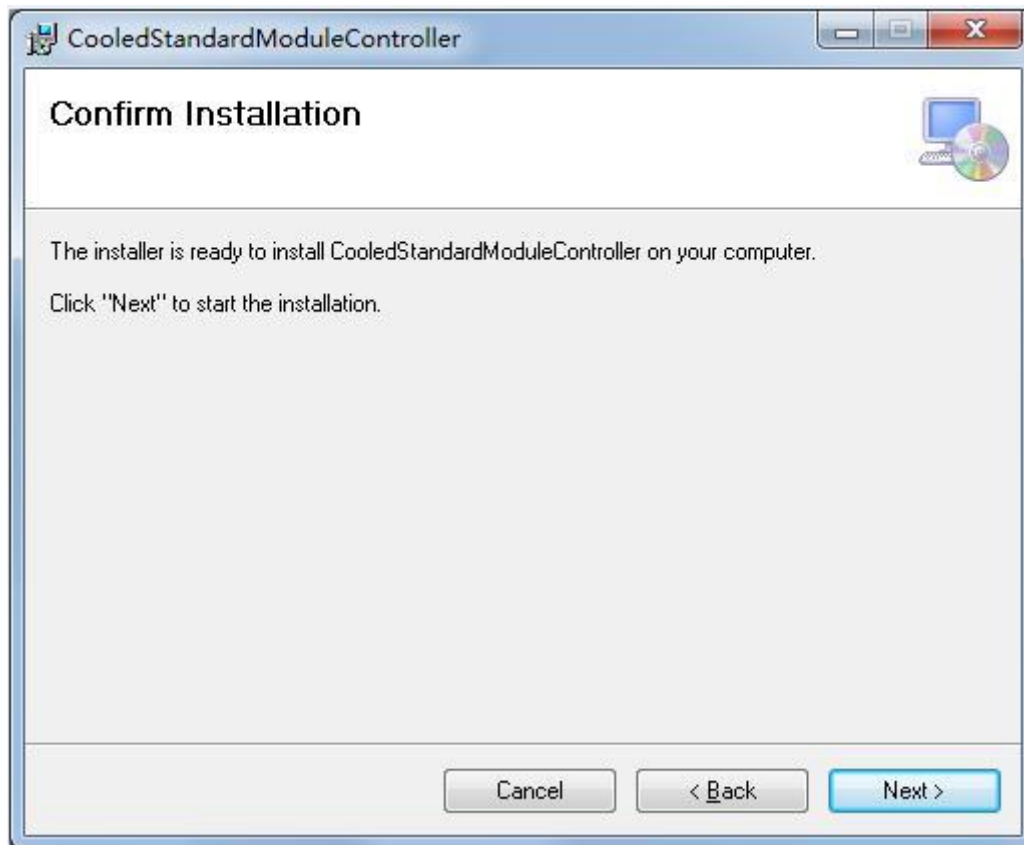 CooledStandardModuleController
Confirm Installation
The installer is ready to install CooledStandardModuleController on your computer.
Click "Next" to start the installation.
Cancel
< Back
Next >